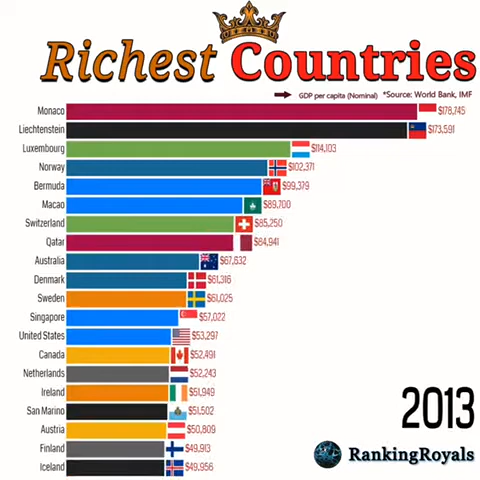 Richest Countries
GDP per capita (Nominal) *Source: World Bank, IMF
Monaco $178,745
Liechtenstein $173,591
Luxembourg $114,103
Norway $102,371
Bermuda $99,379
Macao $89,700
Switzerland $85,250
Qatar $84,941
Australia $67,632
Denmark $61,316
Sweden $61,025
Singapore $57,022
United States $53,297
Canada $52,491
Netherlands $52,243
Ireland $51,949
San Marino $51,502
Austria $50,809
Finland $49,913
Iceland $49,956
2013
RankingRoyals